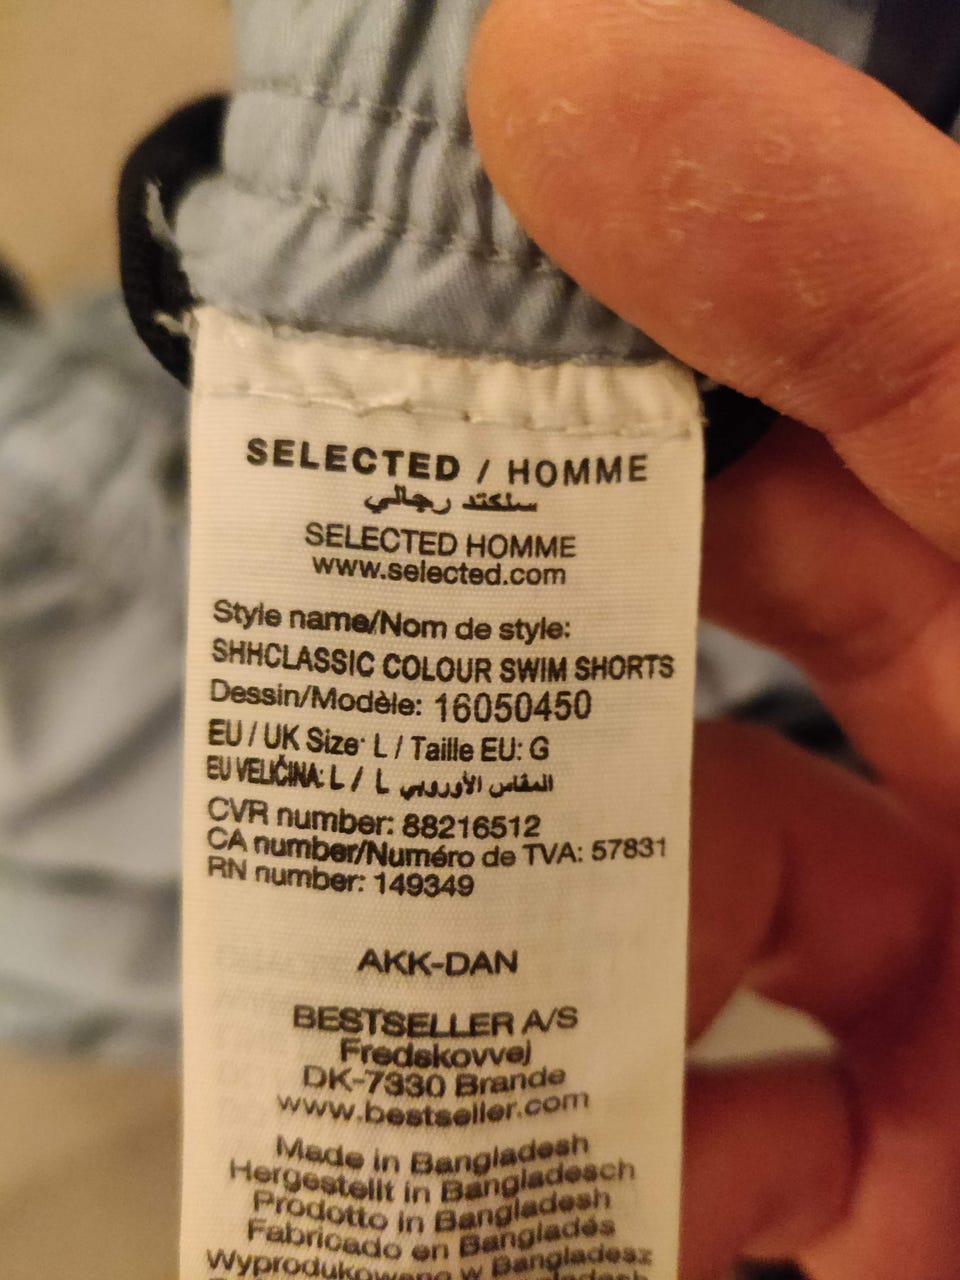 SELECTED / HOMME
سلكتد رجالي
SELECTED HOMME
www.selected.com
Style name/Nom de style:
SHHCLASSIC COLOUR SWIM SHORTS
Dessin/Modèle: 16050450
EU / UK Size: L / Taille EU: G
EU VELIČINA: L / L المقاس الأوروبي
CVR number: 88216512
CA number/Numéro de TVA: 57831
RN number: 149349
AKK-DAN
BESTSELLER A/S
Fredskovvej
DK-7330 Brande
www.bestseller.com
Made in Bangladesh
Hergestellt in Bangladesch
Prodotto in Bangladesh
Fabricado en Bangladés
Wyprodukowano w Bangladesz